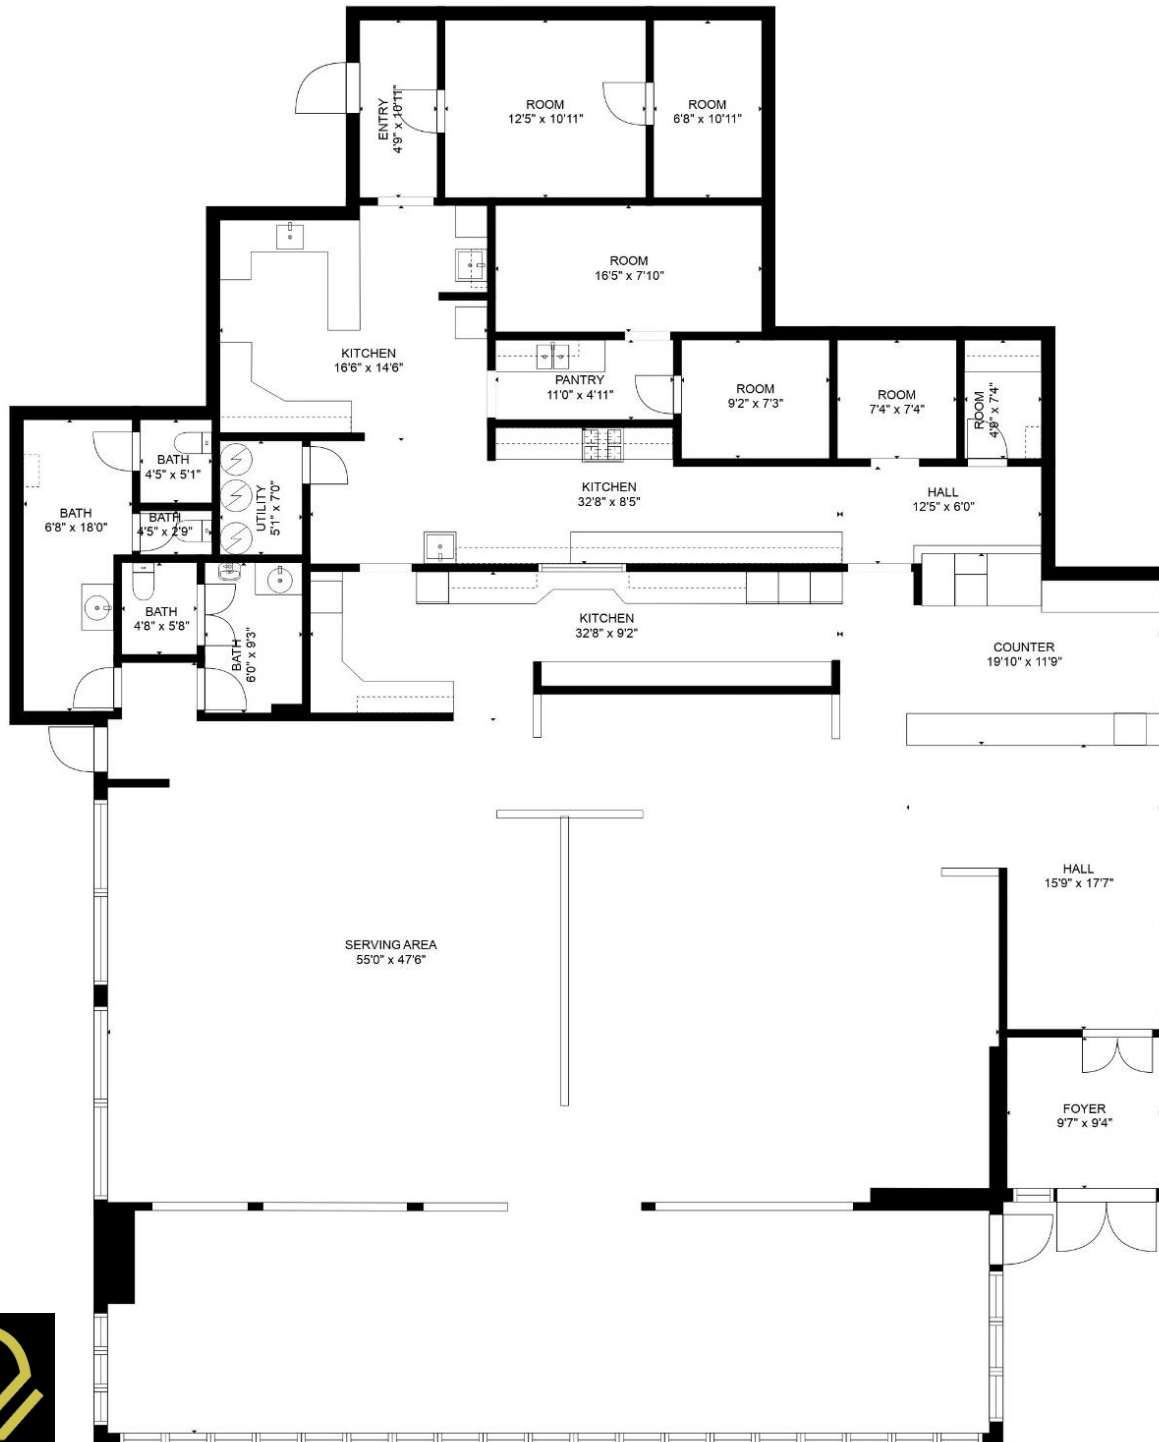 ENTRY
4'9" x 10'11"
ROOM
12'5" x 10'11"
ROOM
6'8" x 10'11"
ROOM
16'5" x 7'10"
KITCHEN
16'6" x 14'6"
PANTRY
11'0" x 4'11"
ROOM
9'2" x 7'3"
ROOM
7'4" x 7'4"
ROOM
4'9" x 7'4"
BATH
4'5" x 5'1"
BATH
6'8" x 18'0"
BATH
4'5" x 2'9"
UTILITY
5'1" x 7'0"
KITCHEN
32'8" x 8'5"
HALL
12'5" x 6'0"
BATH
4'8" x 5'8"
BATH
6'0" x 9'3"
KITCHEN
32'8" x 9'2"
COUNTER
19'10" x 11'9"
HALL
15'9" x 17'7"
SERVING AREA
55'0" x 47'6"
FOYER
9'7" x 9'4"